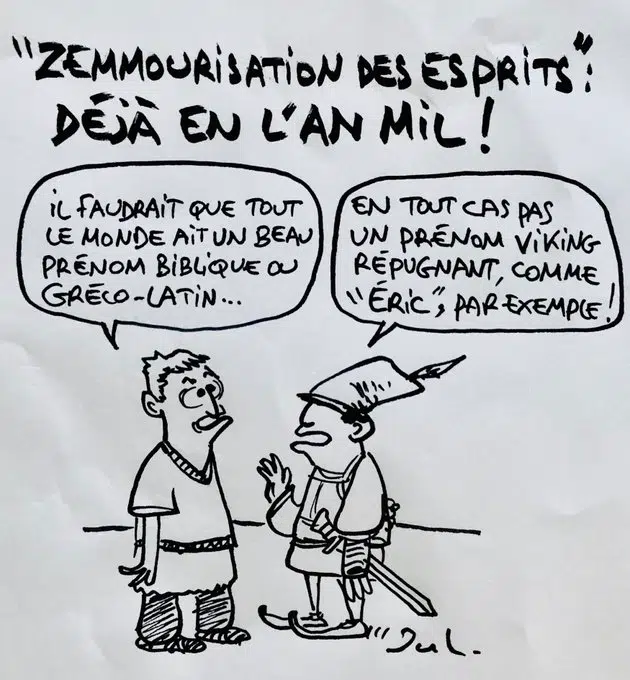 "ZEMMOURISATION DES ESPRITS":
DÉJÀ EN L'AN MIL!
IL FAUDRAIT QUE TOUT
LE MONDE AIT UN BEAU
PRÉNOM BIBLIQUE OU
GRÉCO-LATIN...
EN TOUT CAS PAS
UN PRÉNOM VIKING
RÉPUGNANT, COMME
"ÉRIC", PAR EXEMPLE!
Jul.